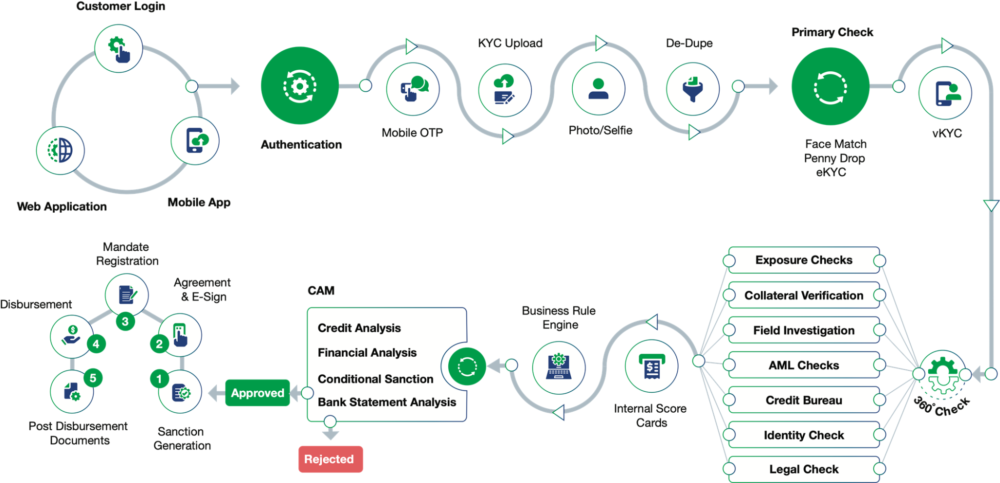 Customer Login
Web Application
Mobile App
Authentication
Mobile OTP
KYC Upload
Photo/Selfie
De-Dupe
Primary Check
Face Match
Penny Drop
eKYC
vKYC
360° Check
Exposure Checks
Collateral Verification
Field Investigation
AML Checks
Credit Bureau
Identity Check
Legal Check
Internal Score
Cards
Business Rule
Engine
CAM
Credit Analysis
Financial Analysis
Conditional Sanction
Bank Statement Analysis
Approved
Rejected
1
Sanction
Generation
2
Agreement
& E-Sign
3
Mandate
Registration
4
Disbursement
5
Post Disbursement
Documents
$
$